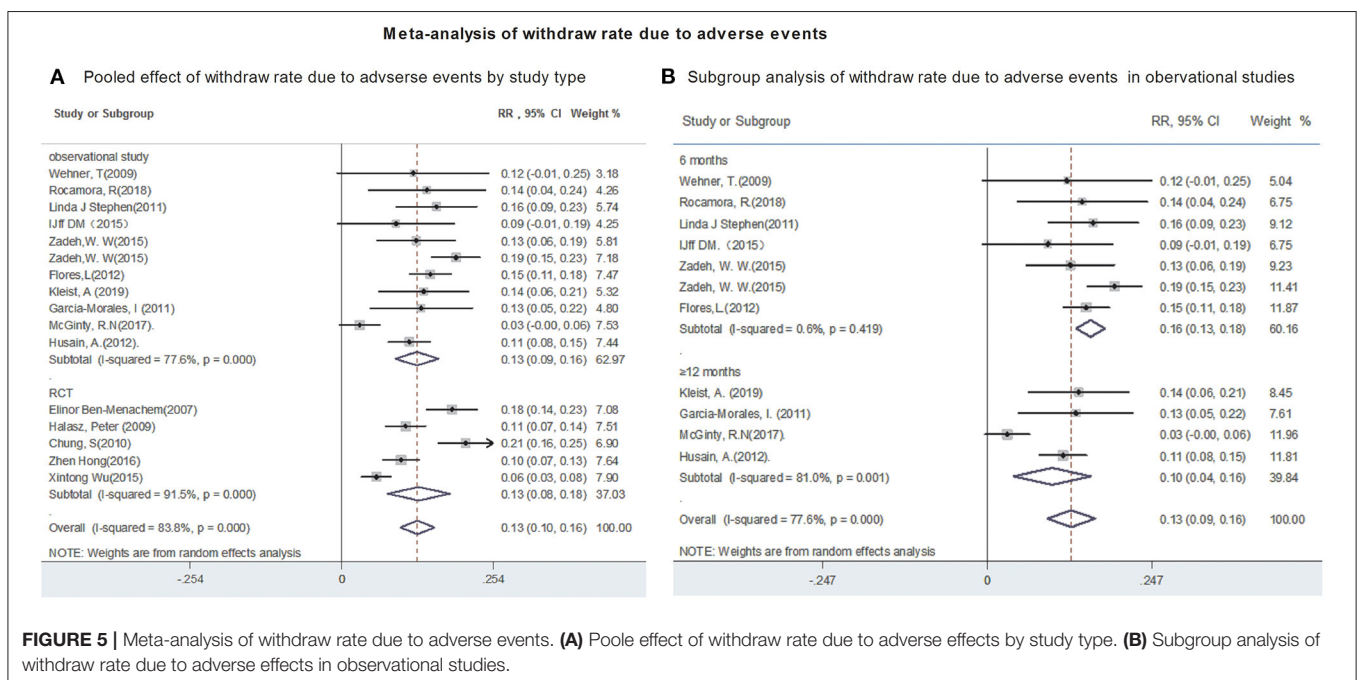 Meta-analysis of withdraw rate due to adverse events
A Pooled effect of withdraw rate due to advserse events by study type
Study or Subgroup RR , 95% CI Weight %
observational study
Wehner, T(2009) 0.12 (-0.01, 0.25) 3.18
Rocamora, R(2018) 0.14 (0.04, 0.24) 4.26
Linda J Stephen(2011) 0.16 (0.09, 0.23) 5.74
IJff DM（2015) 0.09 (-0.01, 0.19) 4.25
Zadeh,W. W(2015) 0.13 (0.06, 0.19) 5.81
Zadeh,W. W(2015) 0.19 (0.15, 0.23) 7.18
Flores,L(2012) 0.15 (0.11, 0.18) 7.47
Kleist, A (2019) 0.14 (0.06, 0.21) 5.32
Garcia-Morales, I (2011) 0.13 (0.05, 0.22) 4.80
McGinty, R.N(2017). 0.03 (-0.00, 0.06) 7.53
Husain, A.(2012). 0.11 (0.08, 0.15) 7.44
Subtotal (I-squared = 77.6%, p = 0.000) 0.13 (0.09, 0.16) 62.97
.
RCT
Elinor Ben-Menachem(2007) 0.18 (0.14, 0.23) 7.08
Halasz, Peter (2009) 0.11 (0.07, 0.14) 7.51
Chung, S(2010) 0.21 (0.16, 0.25) 6.90
Zhen Hong(2016) 0.10 (0.07, 0.13) 7.64
Xintong Wu(2015) 0.06 (0.03, 0.08) 7.90
Subtotal (I-squared = 91.5%, p = 0.000) 0.13 (0.08, 0.18) 37.03
.
Overall (I-squared = 83.8%, p = 0.000) 0.13 (0.10, 0.16) 100.00
NOTE: Weights are from random effects analysis
-.254 0 .254
B Subgroup analysis of withdraw rate due to adverse events in obervational studies
Study or Subgroup RR, 95% CI Weight %
6 months
Wehner, T.(2009) 0.12 (-0.01, 0.25) 5.04
Rocamora, R.(2018) 0.14 (0.04, 0.24) 6.75
Linda J Stephen(2011) 0.16 (0.09, 0.23) 9.12
IJff DM.（2015） 0.09 (-0.01, 0.19) 6.75
Zadeh, W. W.(2015) 0.13 (0.06, 0.19) 9.23
Zadeh, W. W.(2015) 0.19 (0.15, 0.23) 11.41
Flores,L.(2012) 0.15 (0.11, 0.18) 11.87
Subtotal (I-squared = 0.6%, p = 0.419) 0.16 (0.13, 0.18) 60.16
.
≥12 months
Kleist, A. (2019) 0.14 (0.06, 0.21) 8.45
Garcia-Morales, I. (2011) 0.13 (0.05, 0.22) 7.61
McGinty, R.N(2017). 0.03 (-0.00, 0.06) 11.96
Husain, A.(2012). 0.11 (0.08, 0.15) 11.81
Subtotal (I-squared = 81.0%, p = 0.001) 0.10 (0.04, 0.16) 39.84
.
Overall (I-squared = 77.6%, p = 0.000) 0.13 (0.09, 0.16) 100.00
NOTE: Weights are from random effects analysis
-.247 0 .247
FIGURE 5 | Meta-analysis of withdraw rate due to adverse events. (A) Poole effect of withdraw rate due to adverse effects by study type. (B) Subgroup analysis of
withdraw rate due to adverse effects in observational studies.